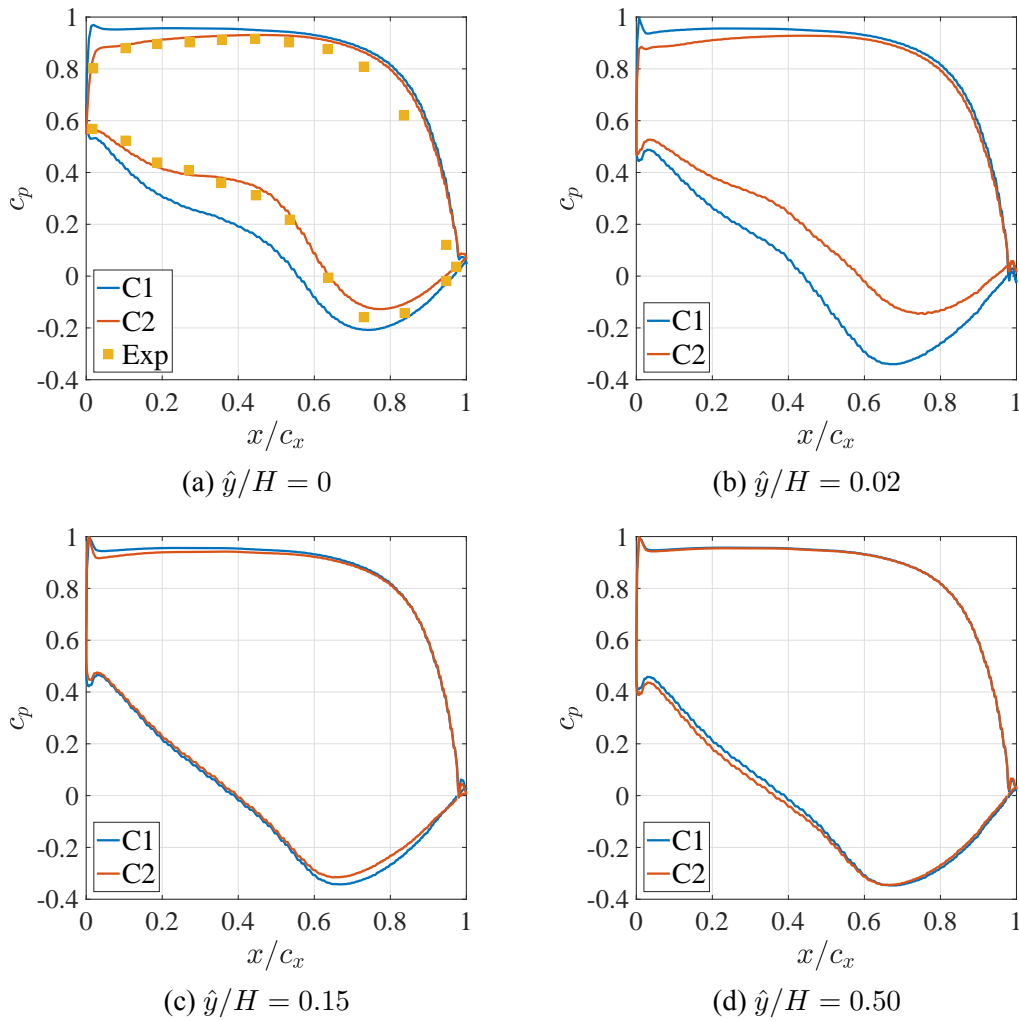 1
0.8
0.6
0.4
0.2
0
-0.2
-0.4
c_p
0 0.2 0.4 0.6 0.8 1
x/c_x
C1
C2
Exp
(a) ŷ/H = 0
1
0.8
0.6
0.4
0.2
0
-0.2
-0.4
c_p
0 0.2 0.4 0.6 0.8 1
x/c_x
C1
C2
(b) ŷ/H = 0.02
1
0.8
0.6
0.4
0.2
0
-0.2
-0.4
c_p
0 0.2 0.4 0.6 0.8 1
x/c_x
C1
C2
(c) ŷ/H = 0.15
1
0.8
0.6
0.4
0.2
0
-0.2
-0.4
c_p
0 0.2 0.4 0.6 0.8 1
x/c_x
C1
C2
(d) ŷ/H = 0.50